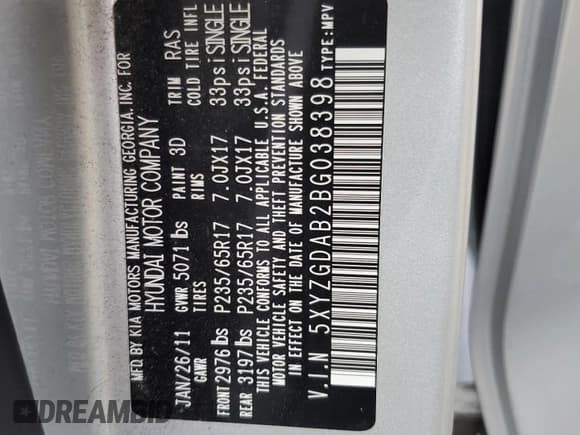 MFD BY KIA MOTORS MANUFACTURING GEORGIA, INC. FOR
HYUNDAI MOTOR COMPANY
JAN/26/11 GVWR 5071 lbs PAINT 3D TRIM RAS
GAWR TIRES RIMS COLD TIRE INFL
FRONT 2976 lbs P235/65R17 7.0JX17 33psi SINGLE
REAR 3197 lbs P235/65R17 7.0JX17 33psi SINGLE
THIS VEHICLE CONFORMS TO ALL APPLICABLE U.S.A. FEDERAL
MOTOR VEHICLE SAFETY AND THEFT PREVENTION STANDARDS
IN EFFECT ON THE DATE OF MANUFACTURE SHOWN ABOVE
V.I.N 5XYZGDAB2BG038398 TYPE:MPV
DREAMBID